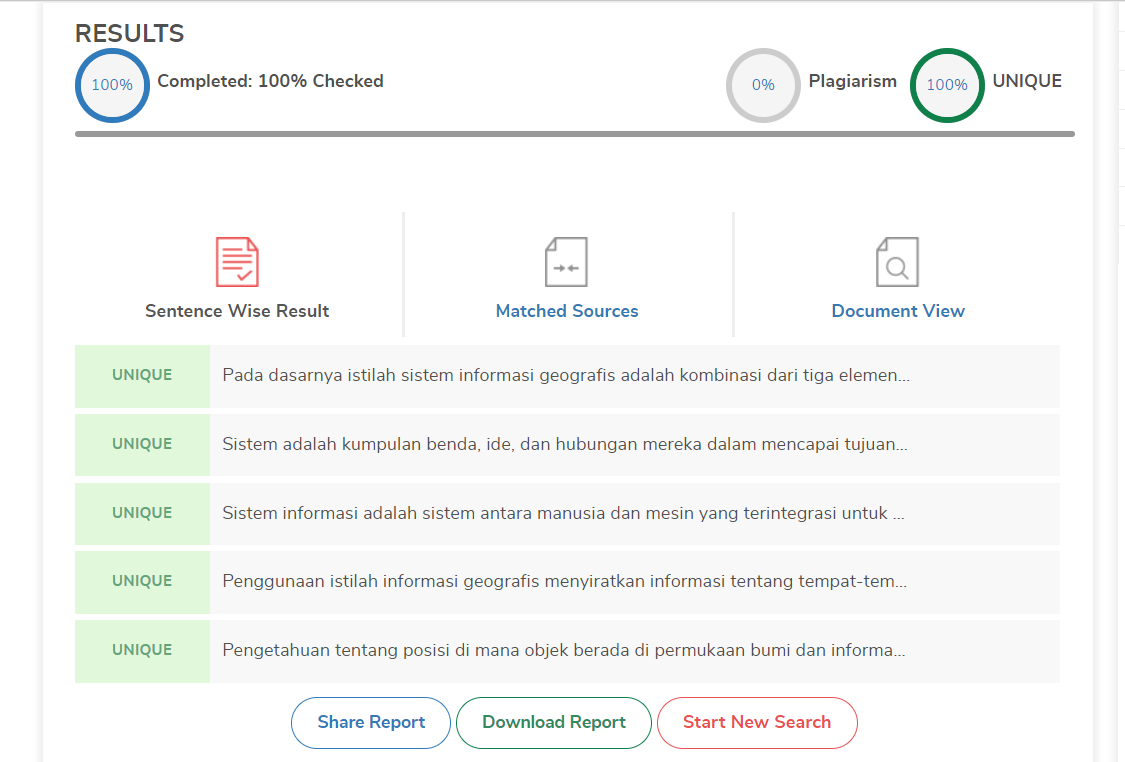 RESULTS
100%
Completed: 100% Checked
0%
Plagiarism
100%
UNIQUE
Sentence Wise Result
Matched Sources
Document View
UNIQUE
Pada dasarnya istilah sistem informasi geografis adalah kombinasi dari tiga elemen...
UNIQUE
Sistem adalah kumpulan benda, ide, dan hubungan mereka dalam mencapai tujuan...
UNIQUE
Sistem informasi adalah sistem antara manusia dan mesin yang terintegrasi untuk ...
UNIQUE
Penggunaan istilah informasi geografis menyiratkan informasi tentang tempat-tem...
UNIQUE
Pengetahuan tentang posisi di mana objek berada di permukaan bumi dan informa...
Share Report
Download Report
Start New Search